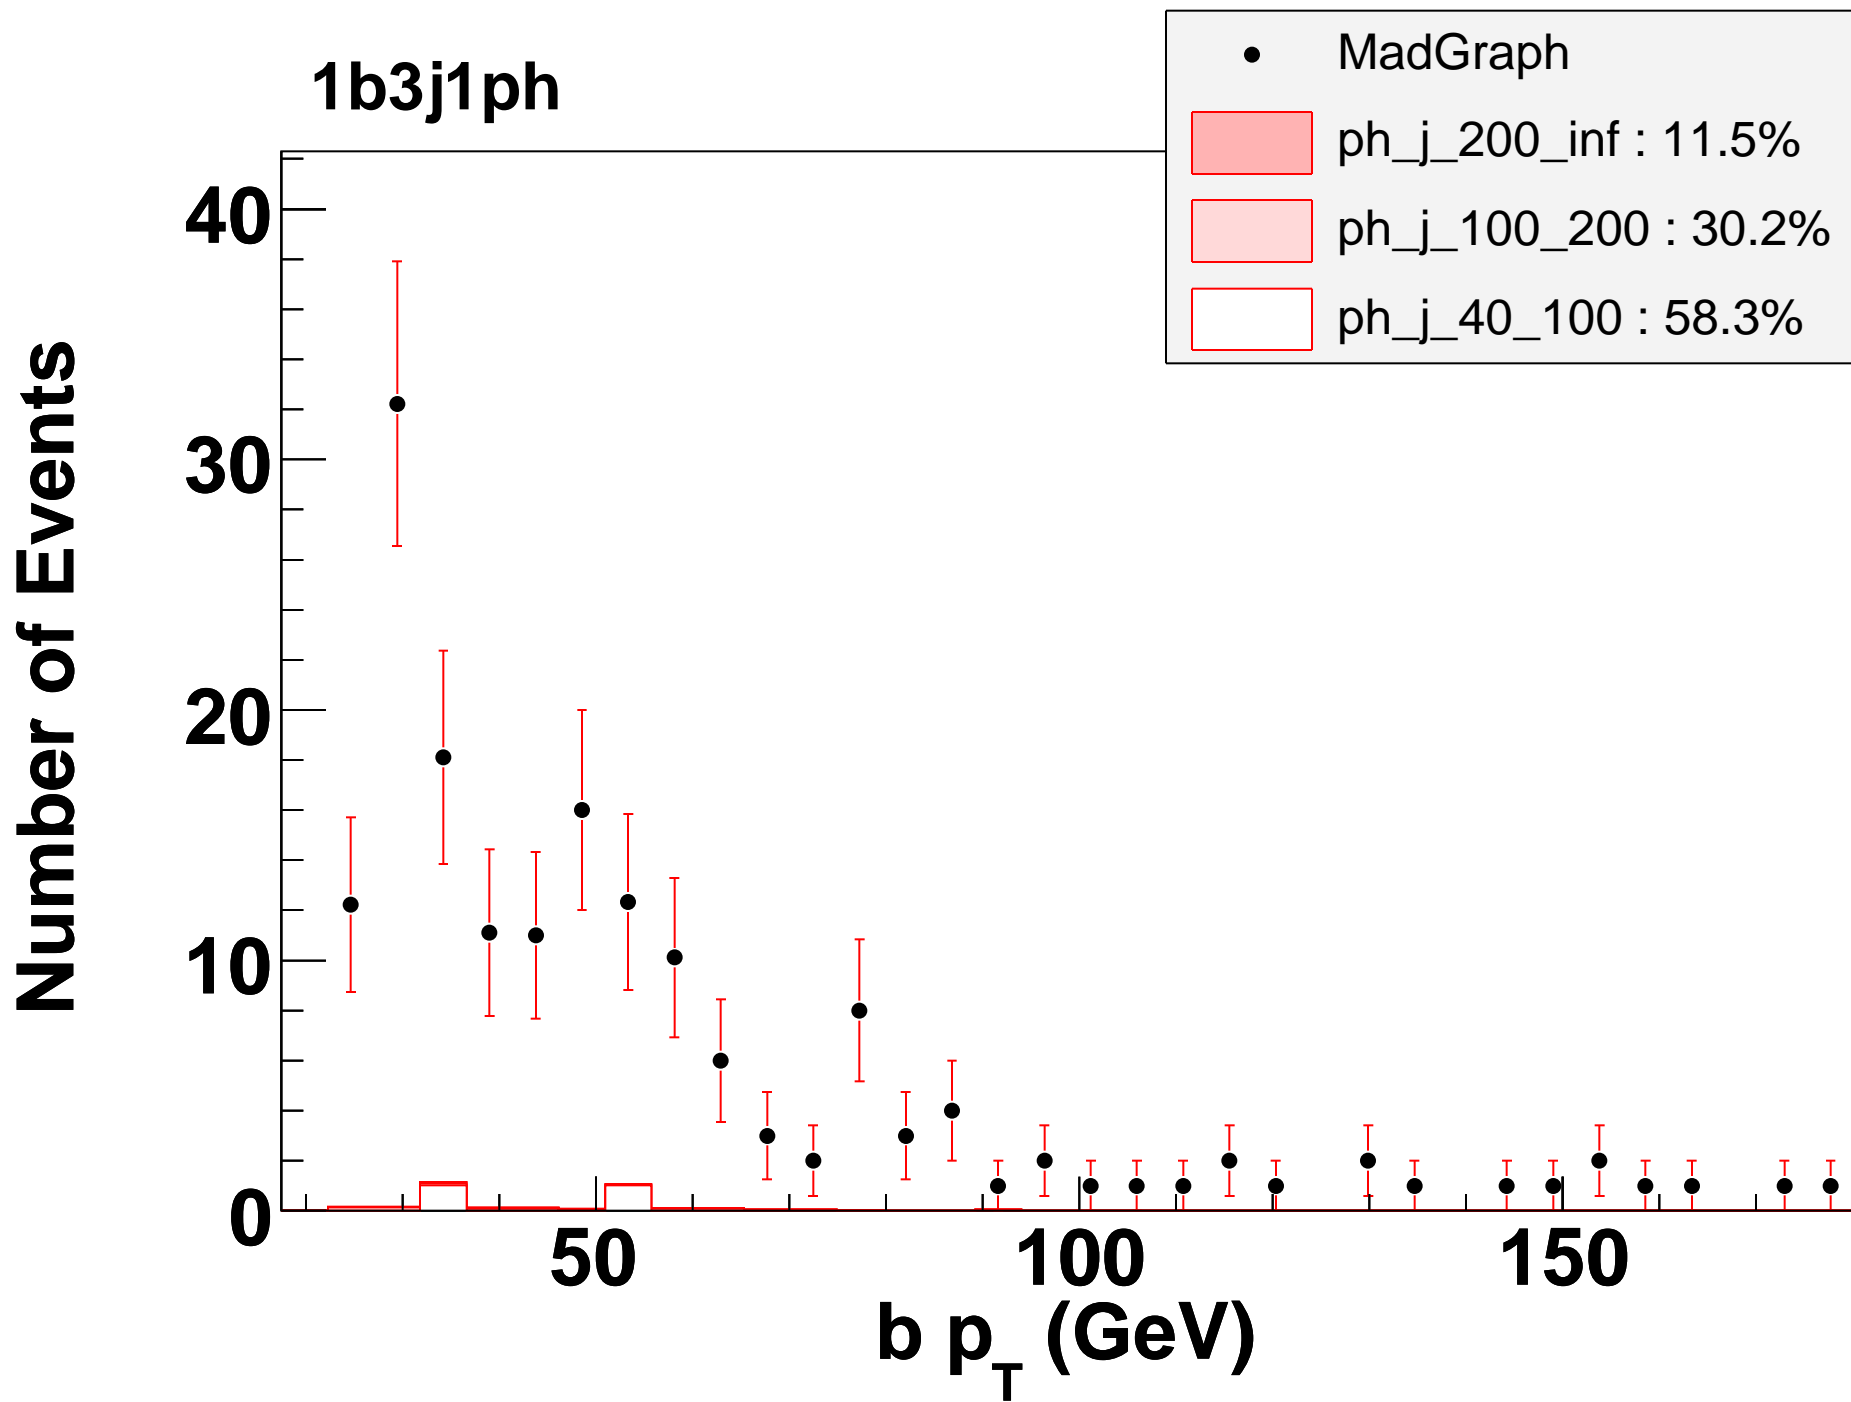 1b3j1ph
MadGraph
ph_j_200_inf : 11.5%
ph_j_100_200 : 30.2%
ph_j_40_100 : 58.3%
Number of Events
40
30
20
10
0
50
100
150
b p_T (GeV)